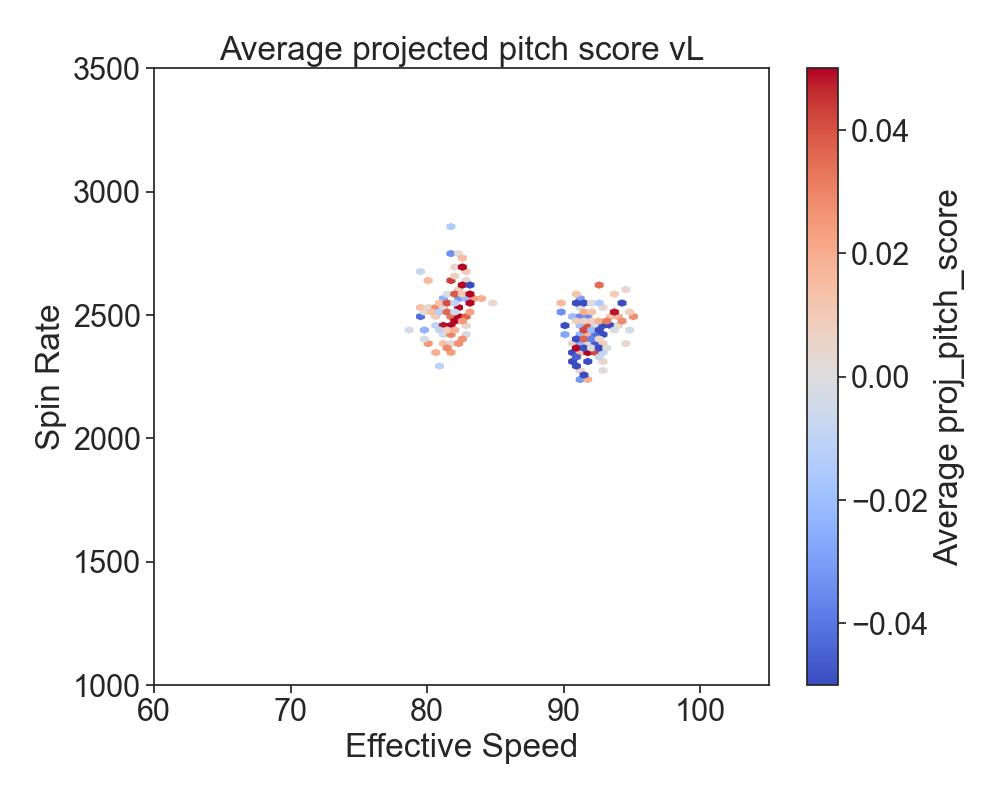 Average projected pitch score vL
3500
3000
2500
2000
1500
1000
Spin Rate
60 70 80 90 100
Effective Speed
0.04
0.02
0.00
−0.02
−0.04
Average proj_pitch_score